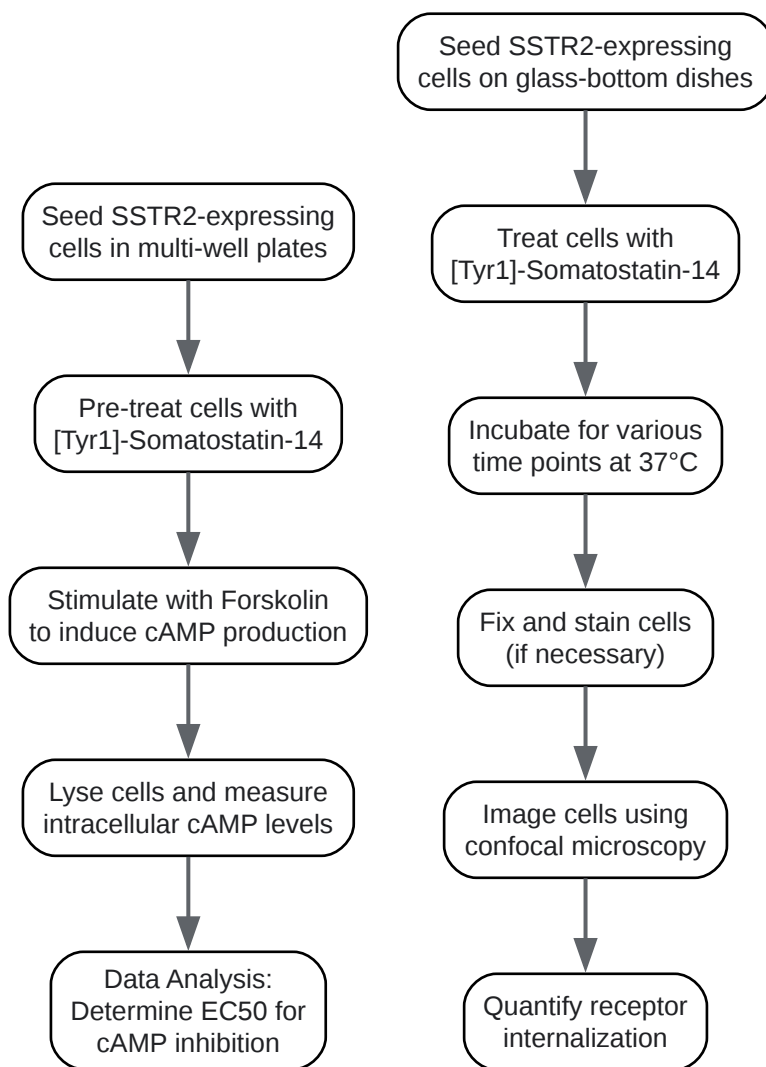 Seed SSTR2-expressing
cells in multi-well plates
Pre-treat cells with
[Tyr1]-Somatostatin-14
Stimulate with Forskolin
to induce cAMP production
Lyse cells and measure
intracellular cAMP levels
Data Analysis:
Determine EC50 for
cAMP inhibition
Seed SSTR2-expressing
cells on glass-bottom dishes
Treat cells with
[Tyr1]-Somatostatin-14
Incubate for various
time points at 37°C
Fix and stain cells
(if necessary)
Image cells using
confocal microscopy
Quantify receptor
internalization